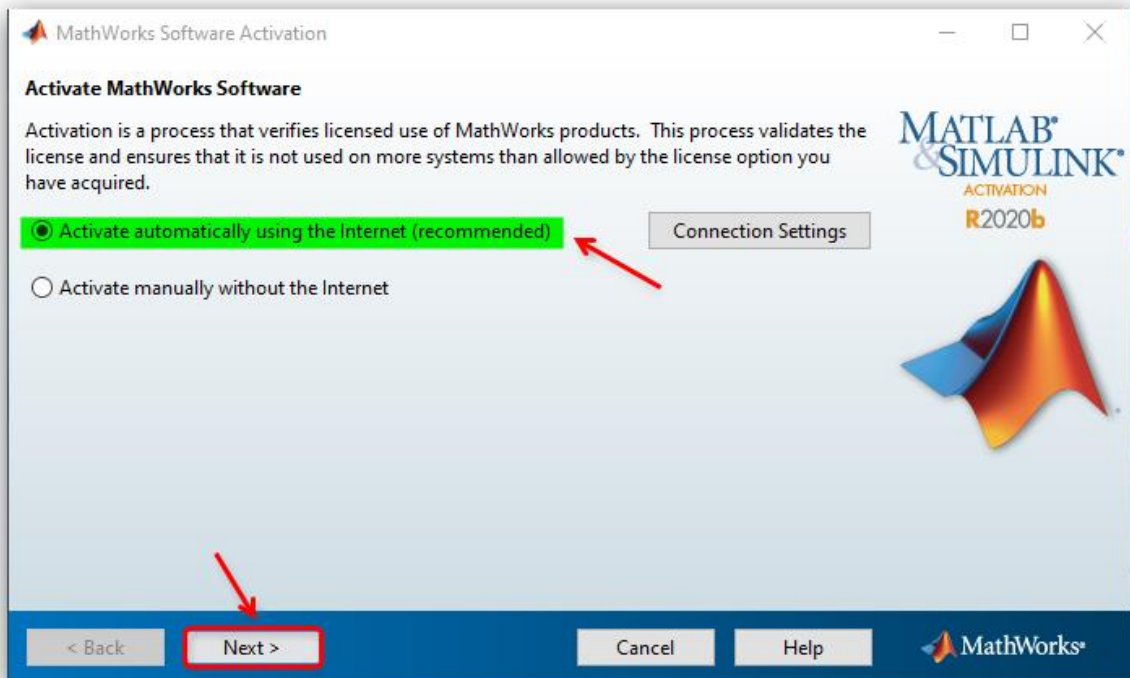 MathWorks Software Activation
Activate MathWorks Software
Activation is a process that verifies licensed use of MathWorks products. This process validates the
license and ensures that it is not used on more systems than allowed by the license option you
have acquired.
Activate automatically using the Internet (recommended)
Connection Settings
Activate manually without the Internet
MATLAB®
&SIMULINK®
ACTIVATION
R2020b
< Back
Next >
Cancel
Help
MathWorks®